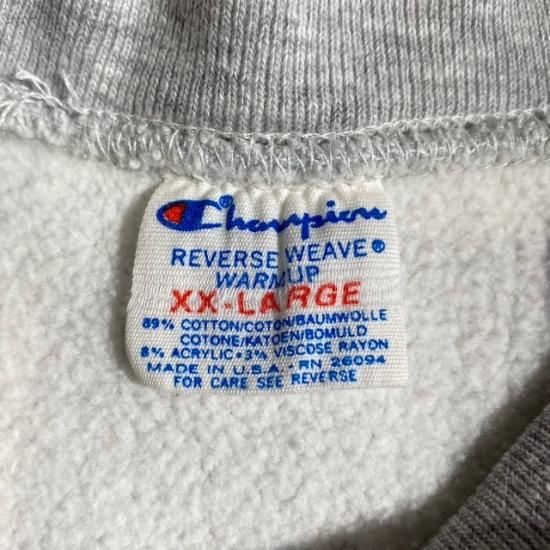 Champion®
REVERSE WEAVE®
WARMUP
XX-LARGE
89% COTTON/COTON/BAUMWOLLE
COTONE/KATOEN/BOMULD
8% ACRYLIC • 3% VISCOSE RAYON
MADE IN U.S.A. - RN 26094
FOR CARE SEE REVERSE